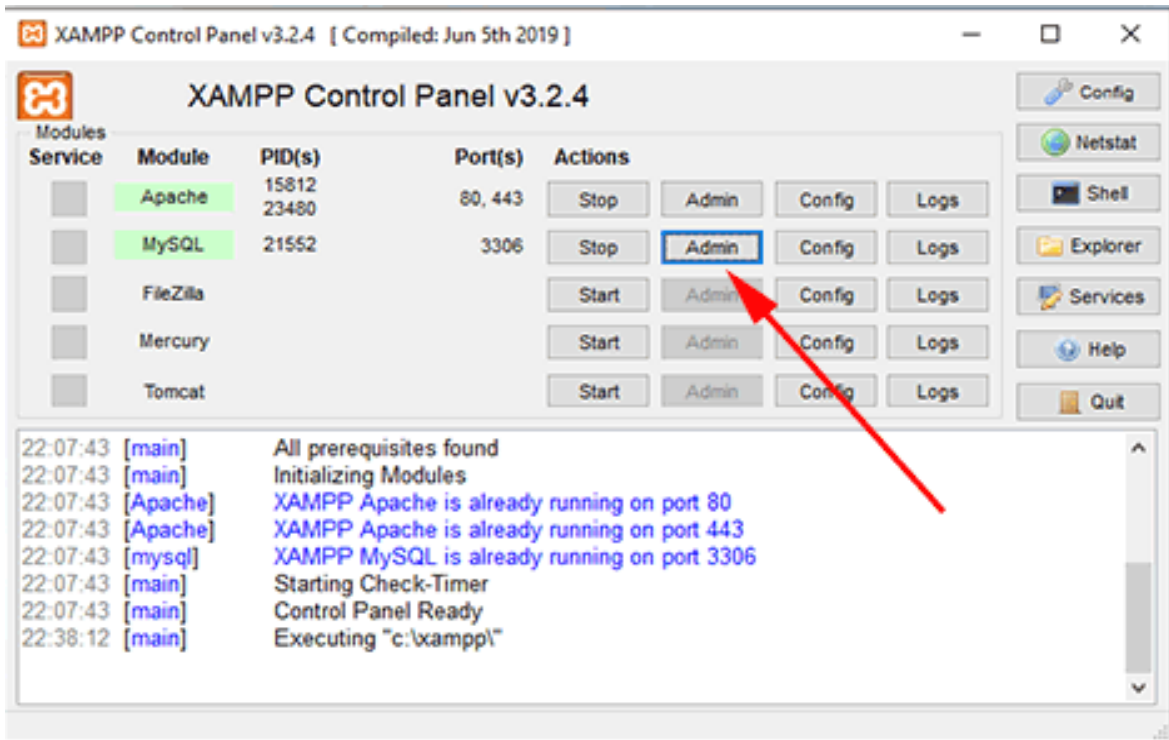 XAMPP Control Panel v3.2.4 [ Compiled: Jun 5th 2019 ]
XAMPP Control Panel v3.2.4
Config
Netstat
Shell
Explorer
Services
Help
Quit
Modules
Service Module PID(s) Port(s) Actions
Apache 15812 23480 80, 443 Stop Admin Config Logs
MySQL 21552 3306 Stop Admin Config Logs
FileZilla Start Admin Config Logs
Mercury Start Admin Config Logs
Tomcat Start Admin Config Logs
22:07:43 [main] All prerequisites found
22:07:43 [main] Initializing Modules
22:07:43 [Apache] XAMPP Apache is already running on port 80
22:07:43 [Apache] XAMPP Apache is already running on port 443
22:07:43 [mysql] XAMPP MySQL is already running on port 3306
22:07:43 [main] Starting Check-Timer
22:07:43 [main] Control Panel Ready
22:38:12 [main] Executing "c:\xampp\"